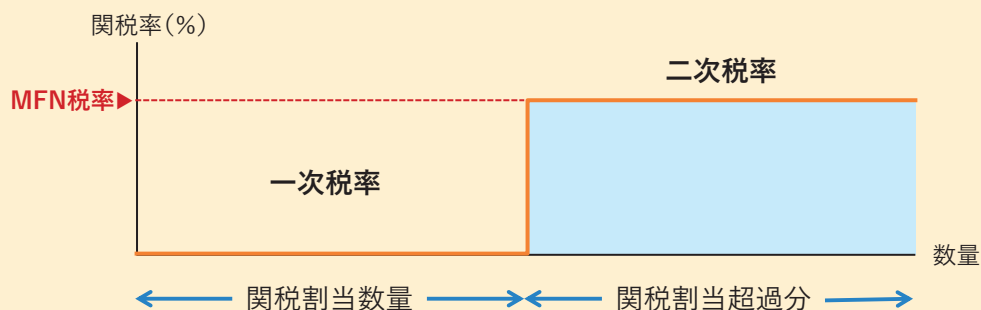 関税率(%)
二次税率
MFN税率▶
一次税率
数量
関税割当数量
関税割当超過分